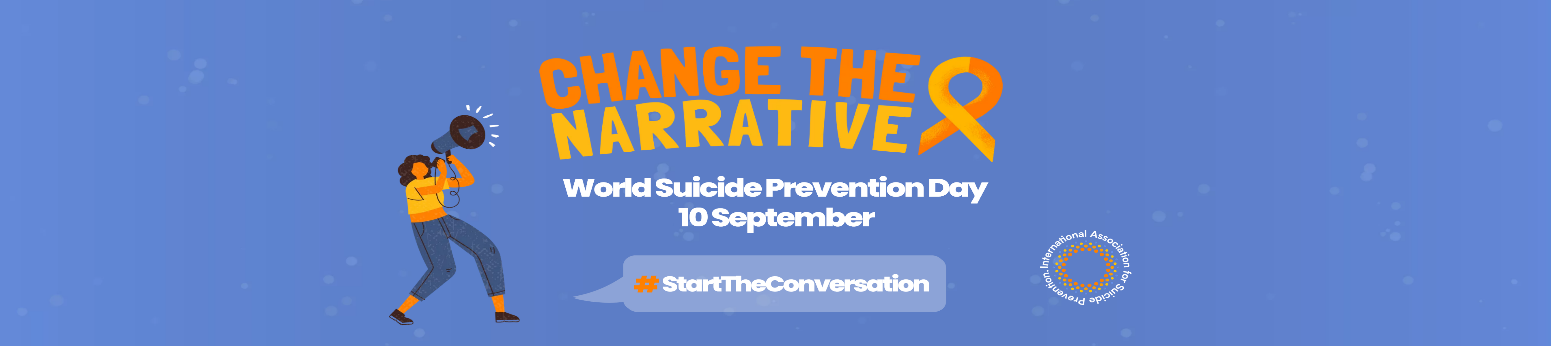 CHANGE THE
NARRATIVE
World Suicide Prevention Day
10 September
#StartTheConversation
International Association for Suicide Prevention.